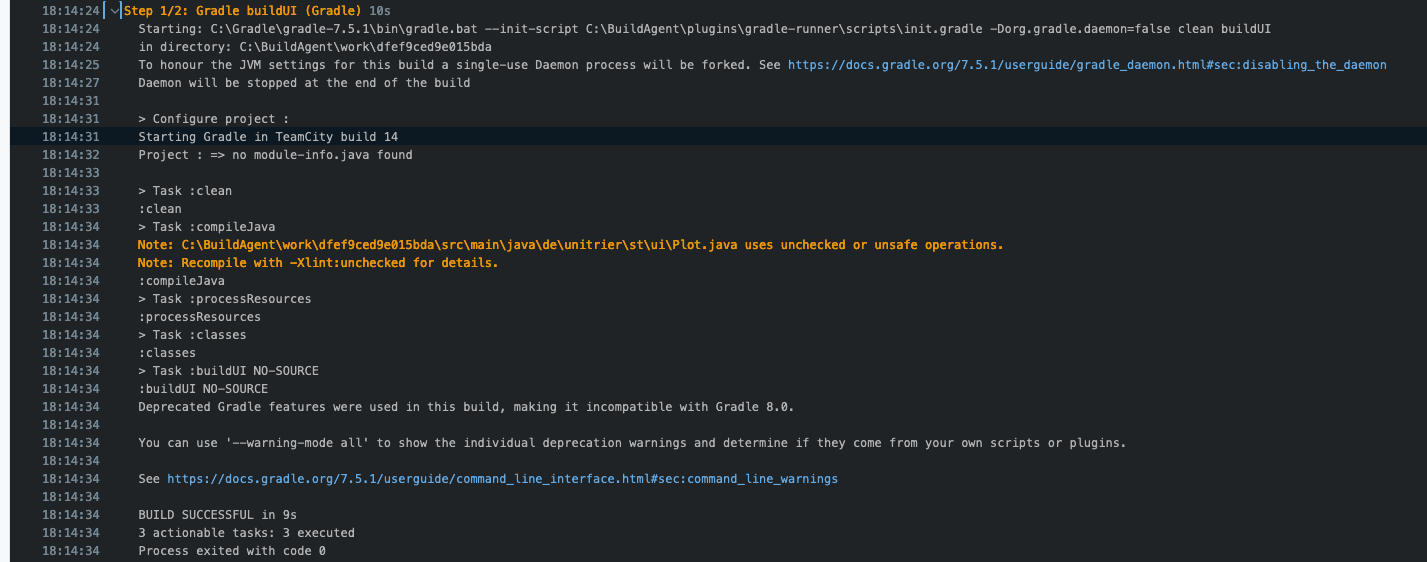 18:14:24 Step 1/2: Gradle buildUI (Gradle) 10s
18:14:24 Starting: C:\Gradle\gradle-7.5.1\bin\gradle.bat --init-script C:\BuildAgent\plugins\gradle-runner\scripts\init.gradle -Dorg.gradle.daemon=false clean buildUI
18:14:24 in directory: C:\BuildAgent\work\dfef9ced9e015bda
18:14:25 To honour the JVM settings for this build a single-use Daemon process will be forked. See https://docs.gradle.org/7.5.1/userguide/gradle_daemon.html#sec:disabling_the_daemon
18:14:27 Daemon will be stopped at the end of the build
18:14:31
18:14:31 > Configure project :
18:14:31 Starting Gradle in TeamCity build 14
18:14:32 Project : => no module-info.java found
18:14:33
18:14:33 > Task :clean
18:14:33 :clean
18:14:34 > Task :compileJava
18:14:34 Note: C:\BuildAgent\work\dfef9ced9e015bda\src\main\java\de\unitrier\st\ui\Plot.java uses unchecked or unsafe operations.
18:14:34 Note: Recompile with -Xlint:unchecked for details.
18:14:34 :compileJava
18:14:34 > Task :processResources
18:14:34 :processResources
18:14:34 > Task :classes
18:14:34 :classes
18:14:34 > Task :buildUI NO-SOURCE
18:14:34 :buildUI NO-SOURCE
18:14:34 Deprecated Gradle features were used in this build, making it incompatible with Gradle 8.0.
18:14:34
18:14:34 You can use '--warning-mode all' to show the individual deprecation warnings and determine if they come from your own scripts or plugins.
18:14:34
18:14:34 See https://docs.gradle.org/7.5.1/userguide/command_line_interface.html#sec:command_line_warnings
18:14:34
18:14:34 BUILD SUCCESSFUL in 9s
18:14:34 3 actionable tasks: 3 executed
18:14:34 Process exited with code 0